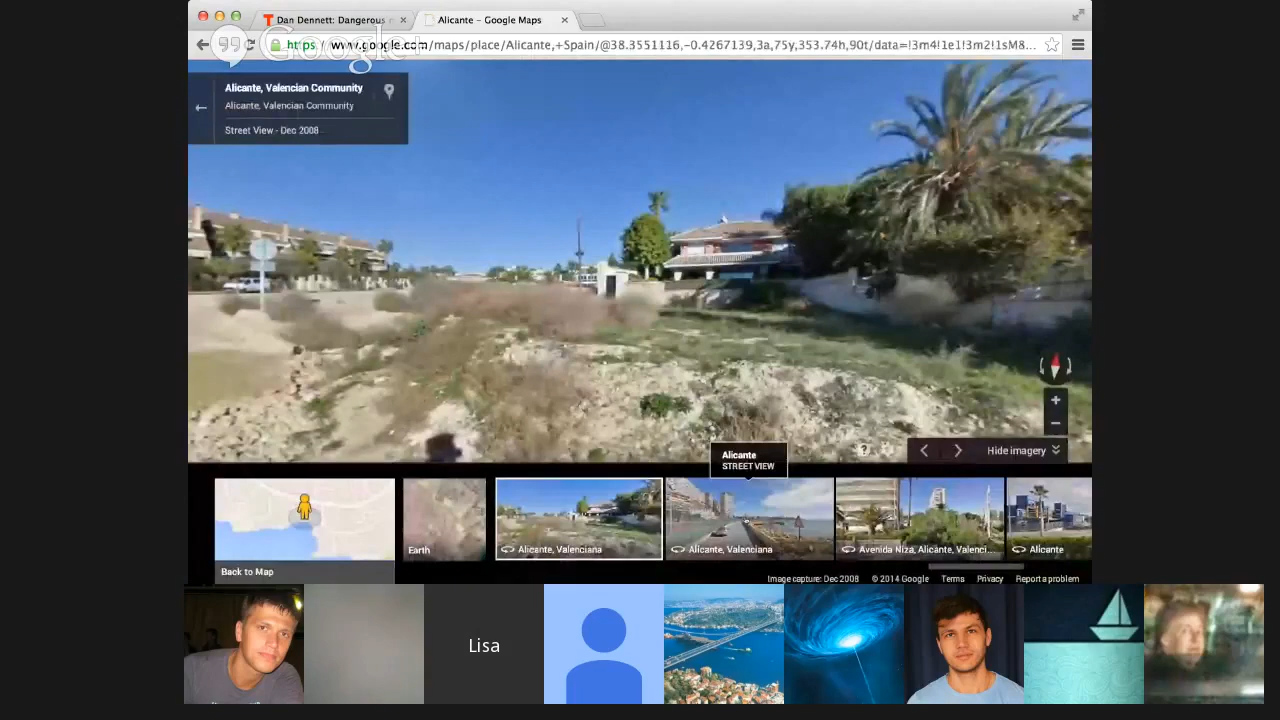 Dan Dennett: Dangerous m
Alicante – Google Maps
Google+
https://www.google.com/maps/place/Alicante,+Spain/@38.3551116,-0.4267139,3a,75y,353.74h,90t/data=!3m4!1e1!3m2!1sM8...
Alicante, Valencian Community
Alicante, Valencian Community
Street View - Dec 2008
Hide imagery
Alicante
STREET VIEW
Earth
Alicante, Valenciana
Alicante, Valenciana
Avenida Niza, Alicante, Valenci...
Alicante
Back to Map
Image capture: Dec 2008 © 2014 Google Terms Privacy Report a problem
Lisa